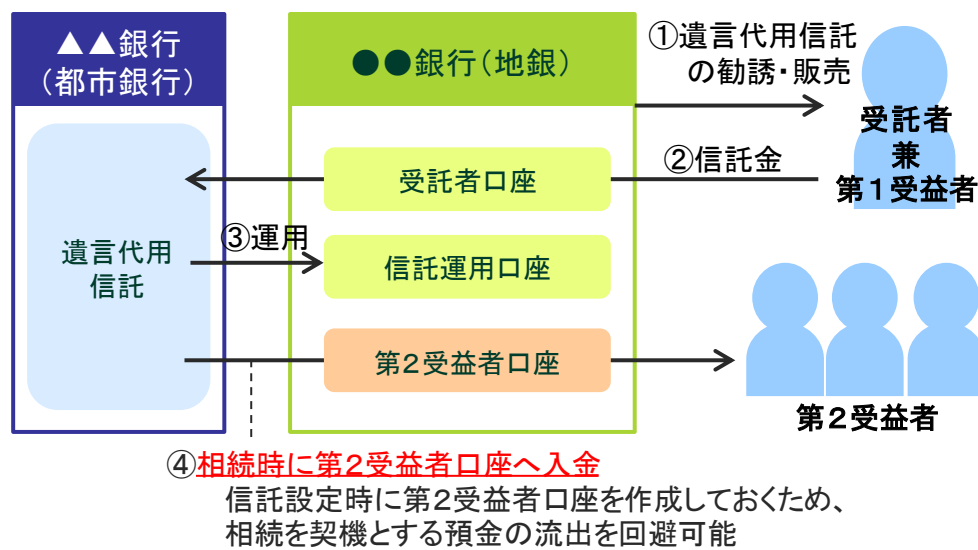 ▲▲銀行
(都市銀行)
●●銀行(地銀)
①遺言代用信託
の勧誘・販売
受託者
兼
第1受益者
受託者口座
②信託金
③運用
遺言代用
信託
信託運用口座
第2受益者口座
第2受益者
④相続時に第2受益者口座へ入金
信託設定時に第2受益者口座を作成しておくため、
相続を契機とする預金の流出を回避可能